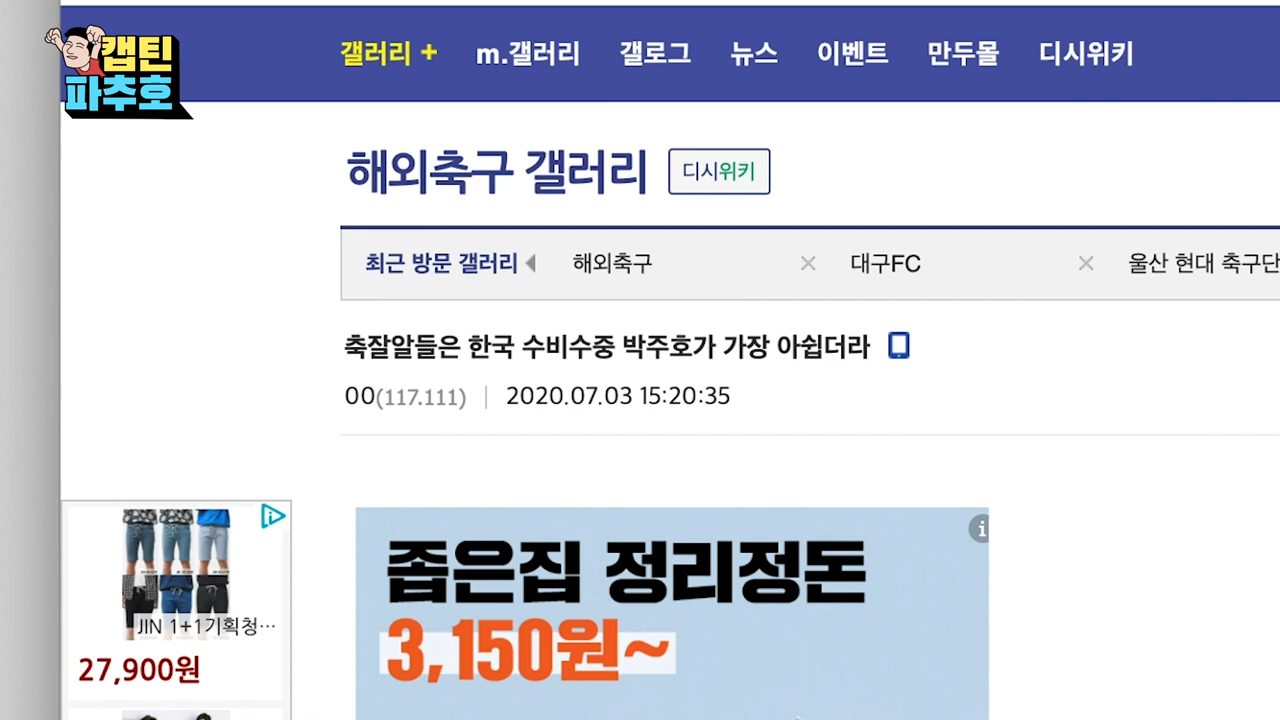 캡틴
파추호
갤러리 + m.갤러리 갤로그 뉴스 이벤트 만두몰 디시위키
해외축구 갤러리 디시위키
최근 방문 갤러리 해외축구 × 대구FC × 울산 현대 축구단
축잘알들은 한국 수비수중 박주호가 가장 아쉽더라
00(117.111) | 2020.07.03 15:20:35
좁은집 정리정돈
3,150원~
JIN 1+1기획청…
27,900원